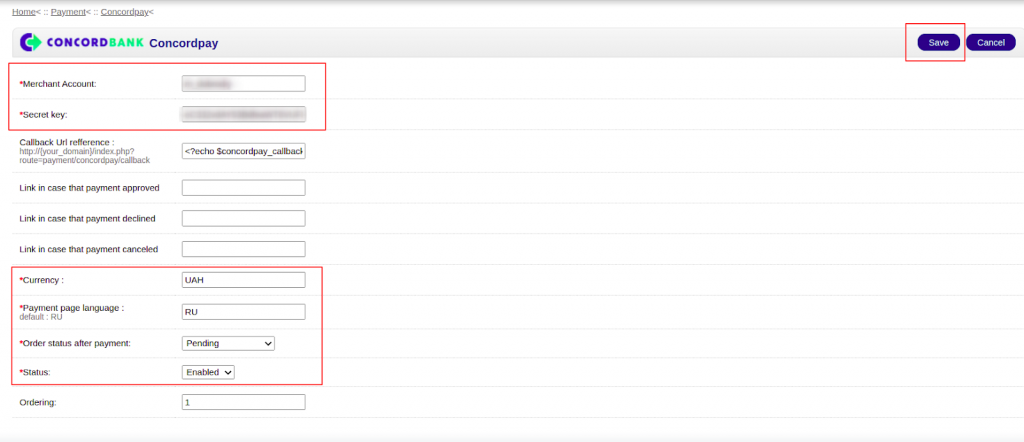 Home< :: Payment< :: Concordpay<
CONCORDBANK Concordpay
Save Cancel
*Merchant Account:
*Secret key:
Callback Url refference :
http://{your_domain}/index.php?
route=payment/concordpay/callback
<?echo $concordpay_callback
Link in case that payment approved
Link in case that payment declined
Link in case that payment canceled
*Currency : UAH
*Payment page language :
default : RU
RU
*Order status after payment: Pending
*Status: Enabled
Ordering: 1